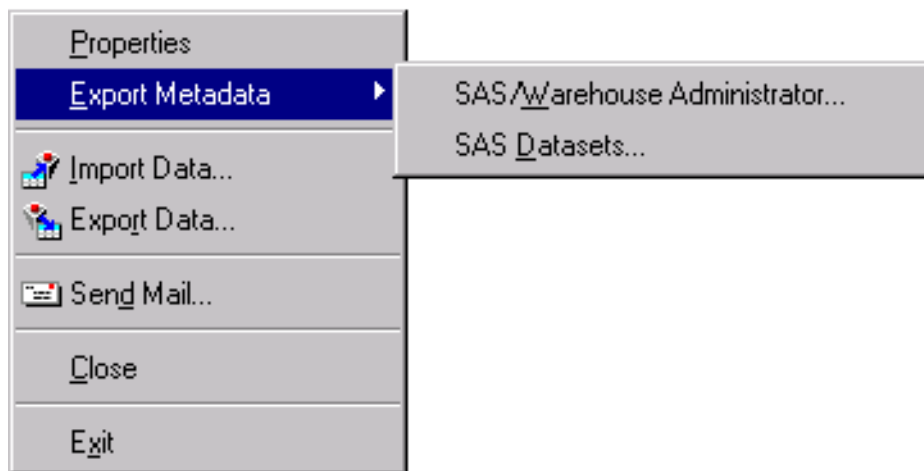 Properties
Export Metadata
SAS/Warehouse Administrator...
SAS Datasets...
Import Data...
Export Data...
Send Mail...
Close
Exit